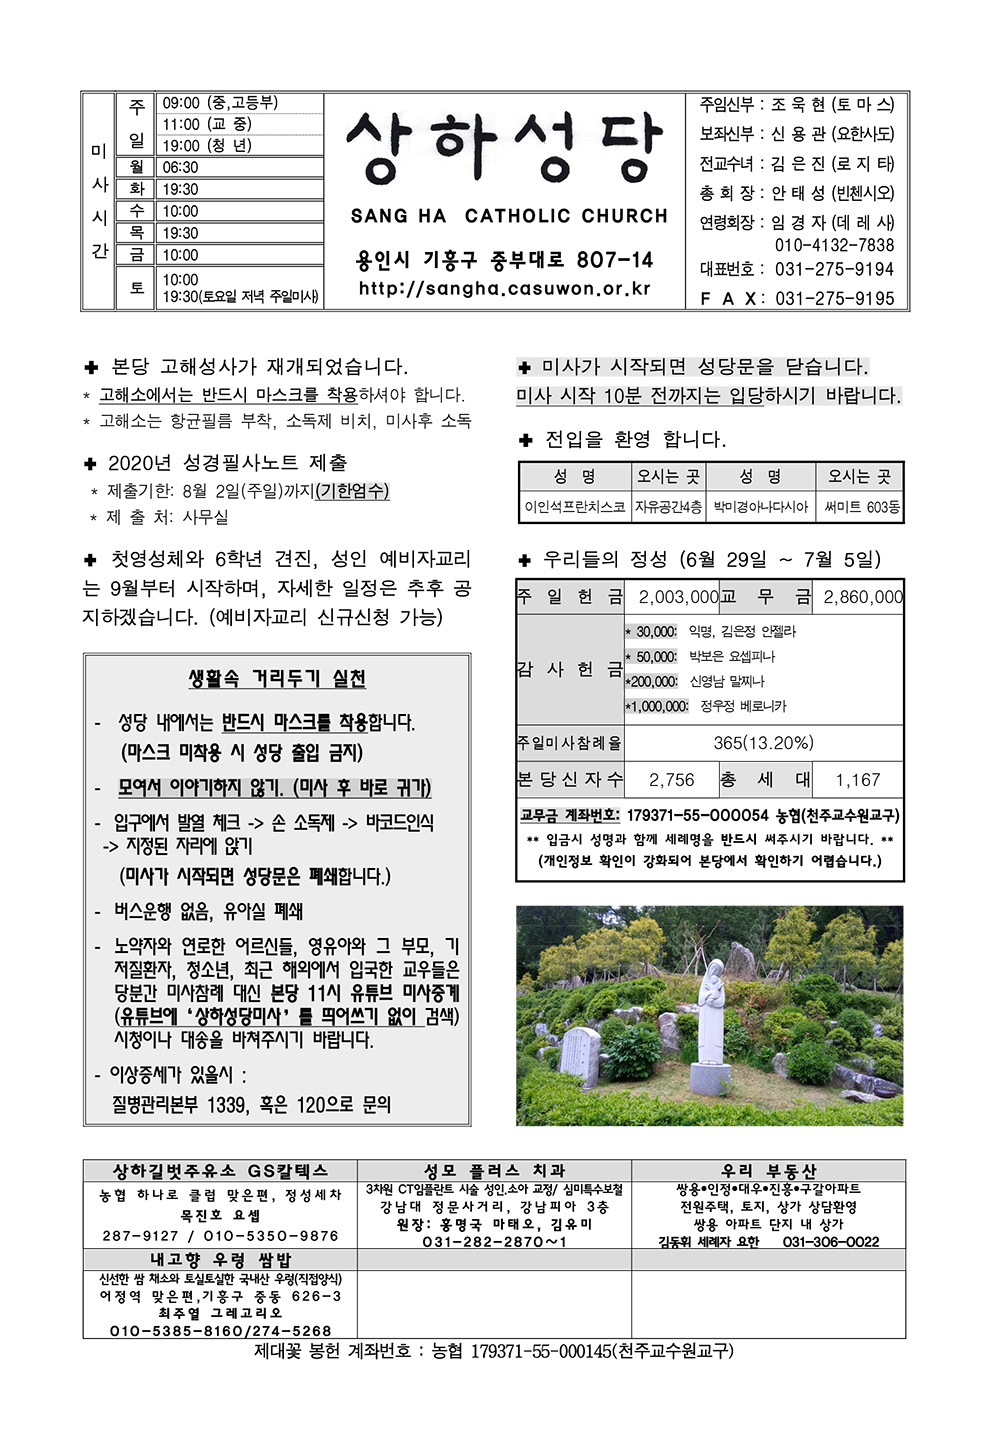 미사시간
주일
09:00 (중,고등부)
11:00 (교 중)
19:00 (청 년)
월 06:30
화 19:30
수 10:00
목 19:30
금 10:00
토 10:00
19:30(토요일 저녁 주일미사)
상하성당
SANG HA CATHOLIC CHURCH
용인시 기흥구 중부대로 807-14
http://sangha.casuwon.or.kr
주임신부 : 조 욱 현 (토 마 스)
보좌신부 : 신 용 관 (요한사도)
전교수녀 : 김 은 진 (로 지 타)
총 회 장 : 안 태 성 (빈첸시오)
연령회장 : 임 경 자 (데 레 사)
010-4132-7838
대표번호 : 031-275-9194
F A X : 031-275-9195
✚ 본당 고해성사가 재개되었습니다.
* 고해소에서는 반드시 마스크를 착용하셔야 합니다.
* 고해소는 항균필름 부착, 소독제 비치, 미사후 소독
✚ 2020년 성경필사노트 제출
* 제출기한: 8월 2일(주일)까지(기한엄수)
* 제 출 처: 사무실
✚ 첫영성체와 6학년 견진, 성인 예비자교리
는 9월부터 시작하며, 자세한 일정은 추후 공
지하겠습니다. (예비자교리 신규신청 가능)
생활속 거리두기 실천
- 성당 내에서는 반드시 마스크를 착용합니다.
(마스크 미착용 시 성당 출입 금지)
- 모여서 이야기하지 않기. (미사 후 바로 귀가)
- 입구에서 발열 체크 -> 손 소독제 -> 바코드인식
-> 지정된 자리에 앉기
(미사가 시작되면 성당문은 폐쇄합니다.)
- 버스운행 없음, 유아실 폐쇄
- 노약자와 연로한 어르신들, 영유아와 그 부모, 기
저질환자, 청소년, 최근 해외에서 입국한 교우들은
당분간 미사참례 대신 본당 11시 유튜브 미사중계
(유튜브에 ‘상하성당미사’ 를 띄어쓰기 없이 검색)
시청이나 대송을 바쳐주시기 바랍니다.
- 이상증세가 있을시 :
질병관리본부 1339, 혹은 120으로 문의
✚ 미사가 시작되면 성당문을 닫습니다.
미사 시작 10분 전까지는 입당하시기 바랍니다.
✚ 전입을 환영 합니다.
성 명 오시는 곳 성 명 오시는 곳
이인석프란치스코 자유공간4층 박미경아나다시아 써미트 603동
✚ 우리들의 정성 (6월 29일 ~ 7월 5일)
주 일 헌 금 2,003,000 교 무 금 2,860,000
감 사 헌 금
* 30,000: 익명, 김은정 안젤라
* 50,000: 박보은 요셉피나
*200,000: 신영남 말찌나
*1,000,000: 정우정 베로니카
주일미사참례율 365(13.20%)
본 당 신 자 수 2,756 총 세 대 1,167
교무금 계좌번호: 179371-55-000054 농협(천주교수원교구)
** 입금시 성명과 함께 세례명을 반드시 써주시기 바랍니다. **
(개인정보 확인이 강화되어 본당에서 확인하기 어렵습니다.)
상하길벗주유소 GS칼텍스
농협 하나로 클럽 맞은편, 정성세차
목진호 요셉
287-9127 / 010-5350-9876
성모 플러스 치과
3차원 CT임플란트 시술 성인.소아 교정/ 심미특수보철
강남대 정문사거리, 강남피아 3층
원장: 홍명국 마태오, 김유미
031-282-2870~1
우리 부동산
쌍용•인정•대우•진흥•구갈아파트
전원주택, 토지, 상가 상담환영
쌍용 아파트 단지 내 상가
김동휘 세례자 요한 031-306-0022
내고향 우렁 쌈밥
신선한 쌈 채소와 토실토실한 국내산 우렁(직접양식)
어정역 맞은편,기흥구 중동 626-3
최주열 그레고리오
010-5385-8160/274-5268
제대꽃 봉헌 계좌번호 : 농협 179371-55-000145(천주교수원교구)